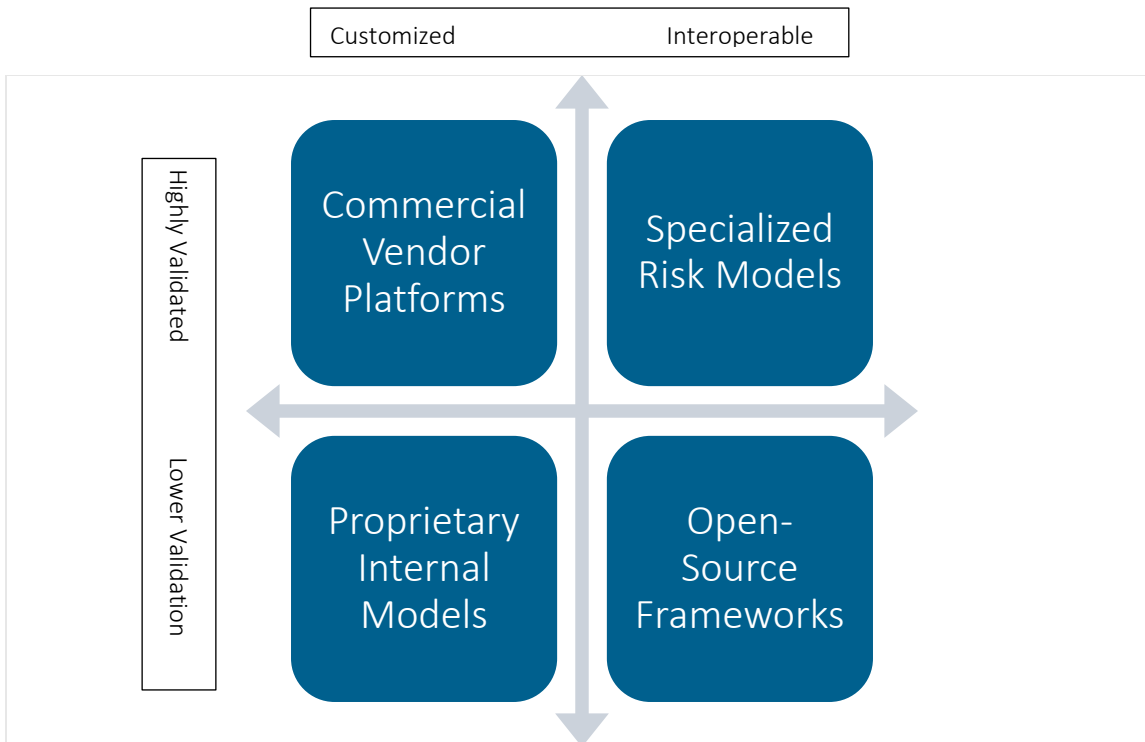 Customized Interoperable
Highly Validated
Lower Validation
Commercial
Vendor
Platforms
Specialized
Risk Models
Proprietary
Internal
Models
Open-
Source
Frameworks